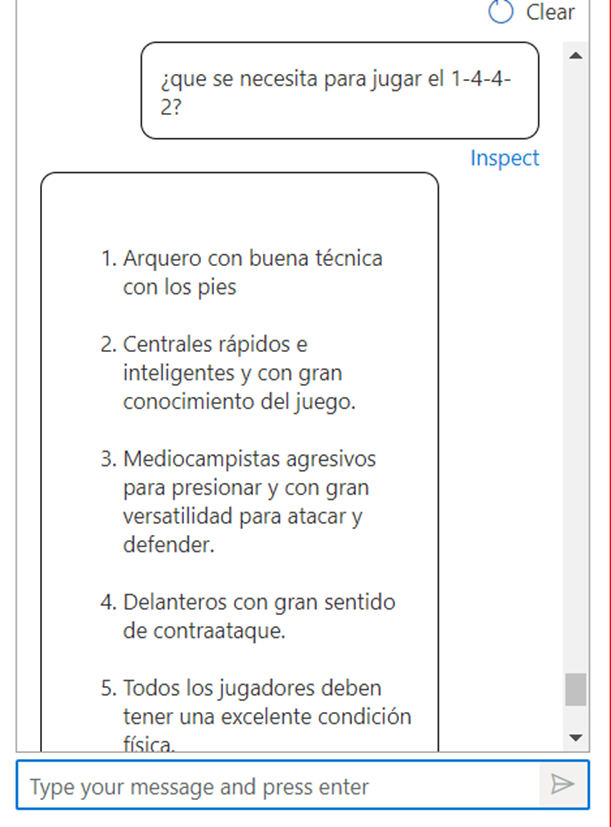 Clear
¿que se necesita para jugar el 1-4-4-
2?
Inspect
1. Arquero con buena técnica
con los pies
2. Centrales rápidos e
inteligentes y con gran
conocimiento del juego.
3. Mediocampistas agresivos
para presionar y con gran
versatilidad para atacar y
defender.
4. Delanteros con gran sentido
de contraataque.
5. Todos los jugadores deben
tener una excelente condición
física.
Type your message and press enter